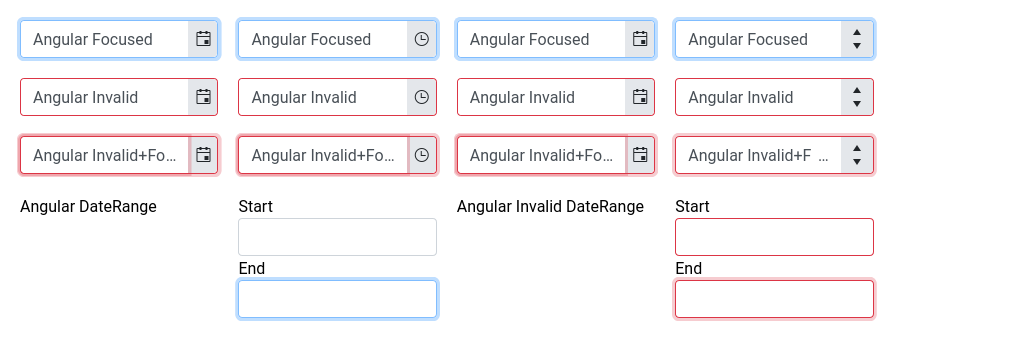 Angular Focused Angular Focused Angular Focused Angular Focused
Angular Invalid Angular Invalid Angular Invalid Angular Invalid
Angular Invalid+Fo... Angular Invalid+Fo... Angular Invalid+Fo... Angular Invalid+F ...
Angular DateRange Start Angular Invalid DateRange Start
End End